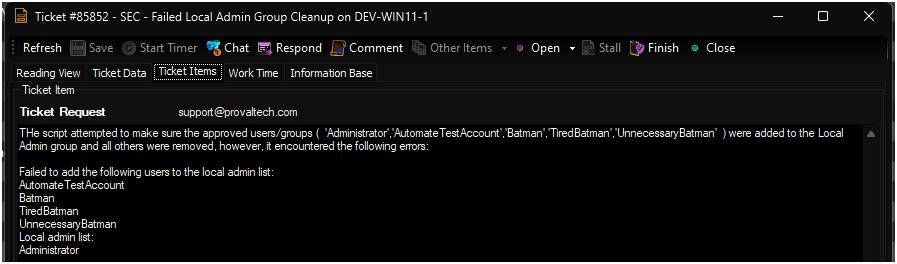 Ticket #85852 - SEC - Failed Local Admin Group Cleanup on DEV-WIN11-1
Refresh Save Start Timer Chat Respond Comment Other Items Open Stall Finish Close
Reading View Ticket Data Ticket Items Work Time Information Base
Ticket Item
Ticket Request support@provaltech.com
THe script attempted to make sure the approved users/groups ( 'Administrator','AutomateTestAccount','Batman','TiredBatman','UnnecessaryBatman' ) were added to the Local
Admin group and all others were removed, however, it encountered the following errors:
Failed to add the following users to the local admin list:
AutomateTestAccount
Batman
TiredBatman
UnnecessaryBatman
Local admin list:
Administrator